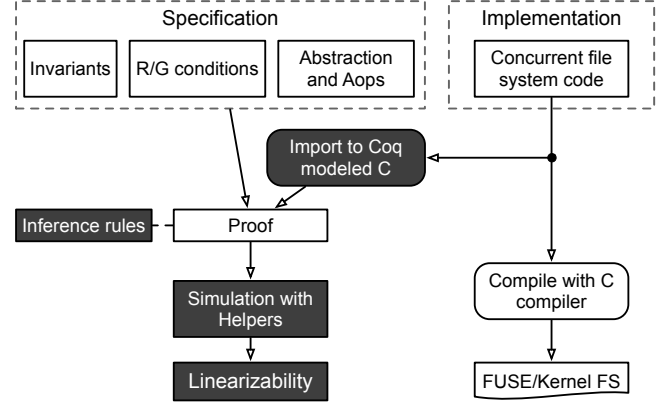 Specification
Implementation
Invariants
R/G conditions
Abstraction
and Aops
Concurrent file
system code
Import to Coq
modeled C
Inference rules
Proof
Simulation with
Helpers
Compile with C
compiler
Linearizability
FUSE/Kernel FS